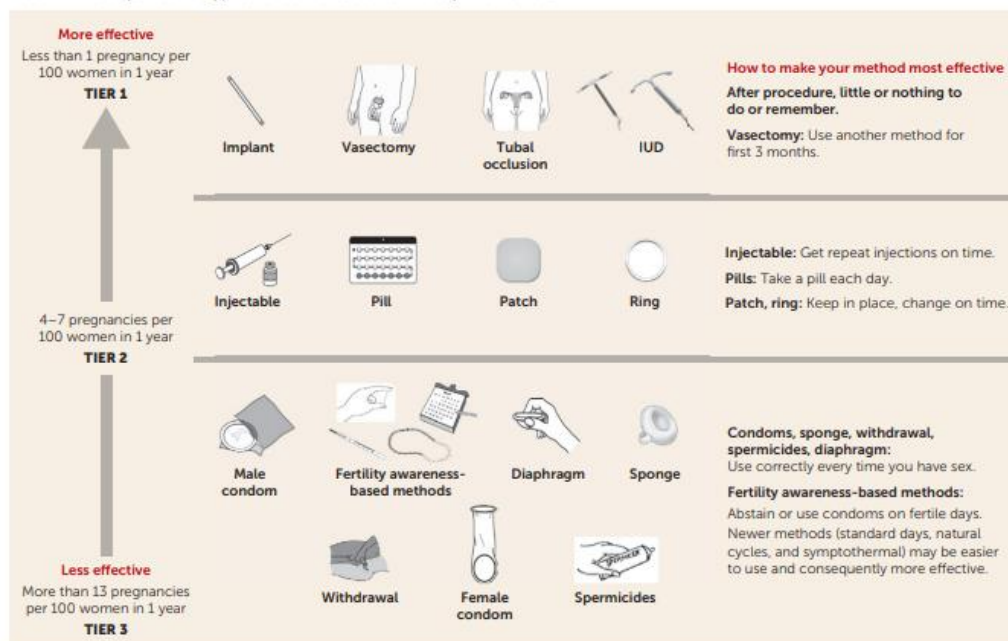 More effective
Less than 1 pregnancy per
100 women in 1 year
TIER 1
Implant
Vasectomy
Tubal
occlusion
IUD
How to make your method most effective
After procedure, little or nothing to
do or remember.
Vasectomy: Use another method for
first 3 months.
4–7 pregnancies per
100 women in 1 year
TIER 2
Injectable
Pill
Patch
Ring
Injectable: Get repeat injections on time.
Pills: Take a pill each day.
Patch, ring: Keep in place, change on time.
Male
condom
Fertility awareness-
based methods
Diaphragm
Sponge
Withdrawal
Female
condom
Spermicides
Condoms, sponge, withdrawal,
spermicides, diaphragm:
Use correctly every time you have sex.
Fertility awareness-based methods:
Abstain or use condoms on fertile days.
Newer methods (standard days, natural
cycles, and symptothermal) may be easier
to use and consequently more effective.
Less effective
More than 13 pregnancies
per 100 women in 1 year
TIER 3